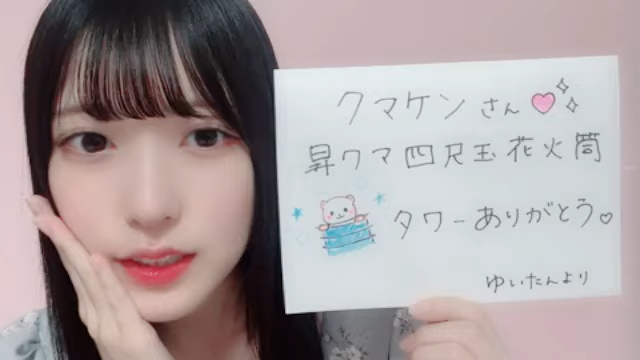 クマケンさん♡
昇クマ四尺玉花火筒
タワーありがとう。♡
ゆいたんより